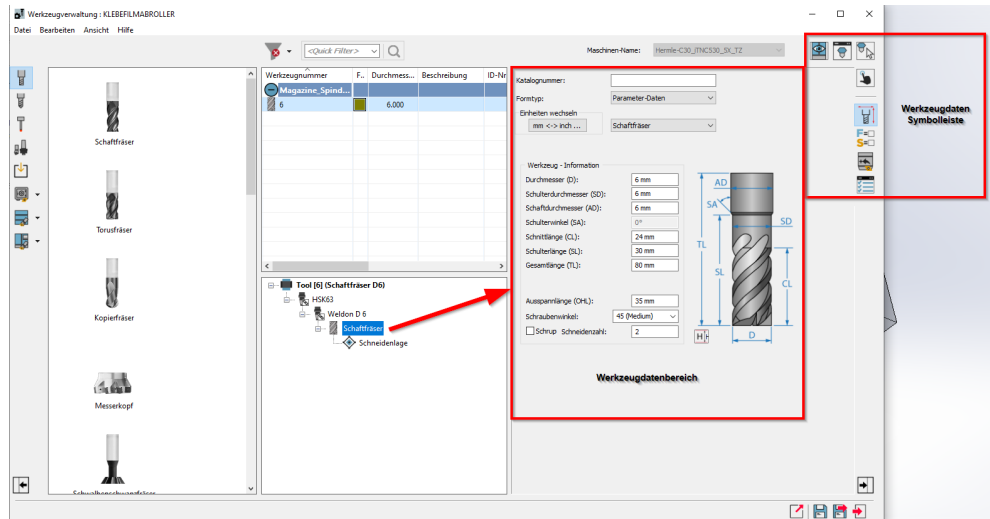 Werkzeugverwaltung : KLEBEFILMABROLLER
Datei Bearbeiten Ansicht Hilfe
<Quick Filter>
Maschinen-Name: Hermle-C30_iTNC530_5X_TZ
Schaftfräser
Torusfräser
Kopierfräser
Messerkopf
Schwalbenschwanzfräser
Werkzeugnummer F.. Durchmess... Beschreibung ID-Nr
Magazine_Spind...
6 6.000
Tool [6] (Schaftfräser D6)
HSK63
Weldon D 6
Schaftfräser
Schneidenlage
Katalognummer:
Formtyp: Parameter-Daten
Einheiten wechseln
mm <-> inch ... Schaftfräser
Werkzeug - Information
Durchmesser (D): 6 mm
Schulterdurchmesser (SD): 6 mm
Schaftdurchmesser (AD): 6 mm
Schulterwinkel (SA): 0°
Schnittlänge (CL): 24 mm
Schulterlänge (SL): 30 mm
Gesamtlänge (TL): 80 mm
Ausspannlänge (OHL): 35 mm
Schraubenwinkel: 45 (Medium)
Schrup Schneidenzahl: 2
AD
SA
SD
TL
SL
CL
H
D
Werkzeugdatenbereich
F=
S=
Werkzeugdaten
Symbolleiste